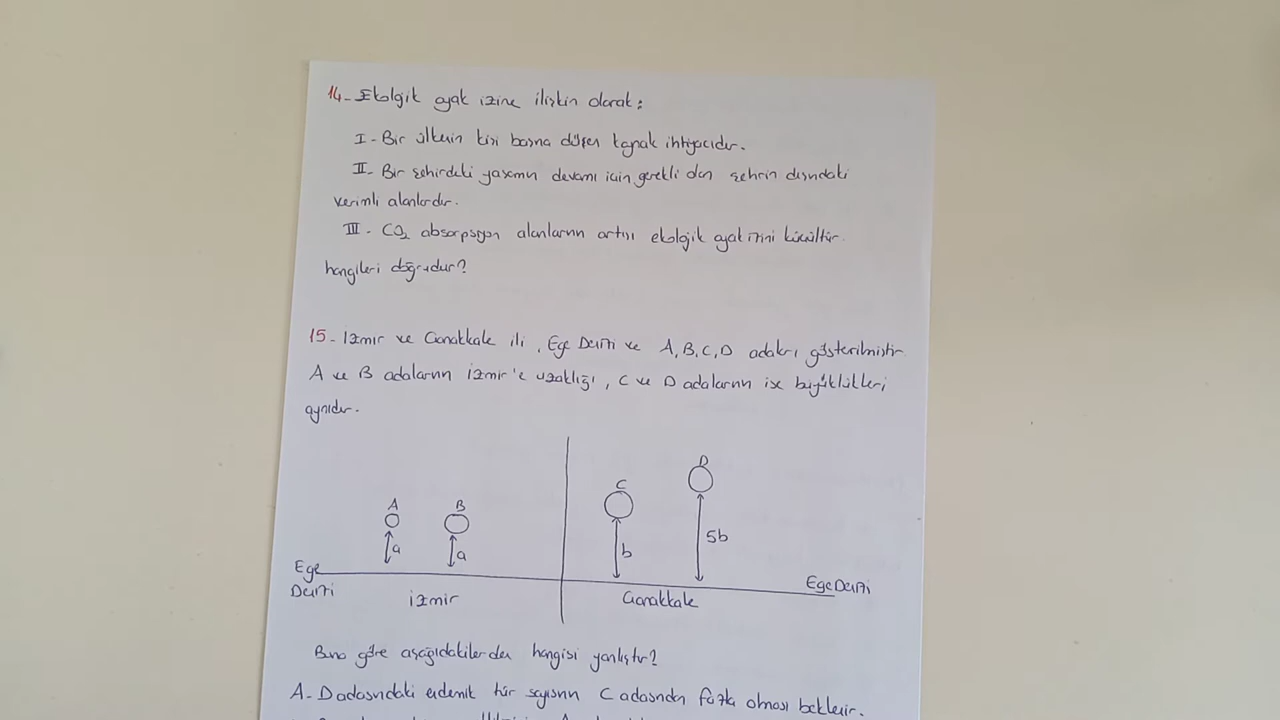 14- Ekolojik ayak izine ilişkin olarak;
I- Bir ülkenin kişi başına düşen kaynak ihtiyacıdır.
II- Bir şehirdeki yaşamın devamı için gerekli olan şehrin dışındaki
verimli alanlardır.
III- CO₂ absorpsiyon alanlarının artışı ekolojik ayak izini küçültür.
hangileri doğrudur?
15- İzmir ve Çanakkale ili, Ege Denizi ve A, B, C, D adaları gösterilmiştir
A ve B adalarının İzmir'e uzaklığı, C ve D adalarının ise büyüklükleri
aynıdır.
D
C
A
B
5b
b
a
a
Ege
Denizi
Ege Denizi
İzmir
Çanakkale
Buna göre aşağıdakilerden hangisi yanlıştır?
A- D adasındaki endemik tür sayısının C adasından fazla olması beklenir.